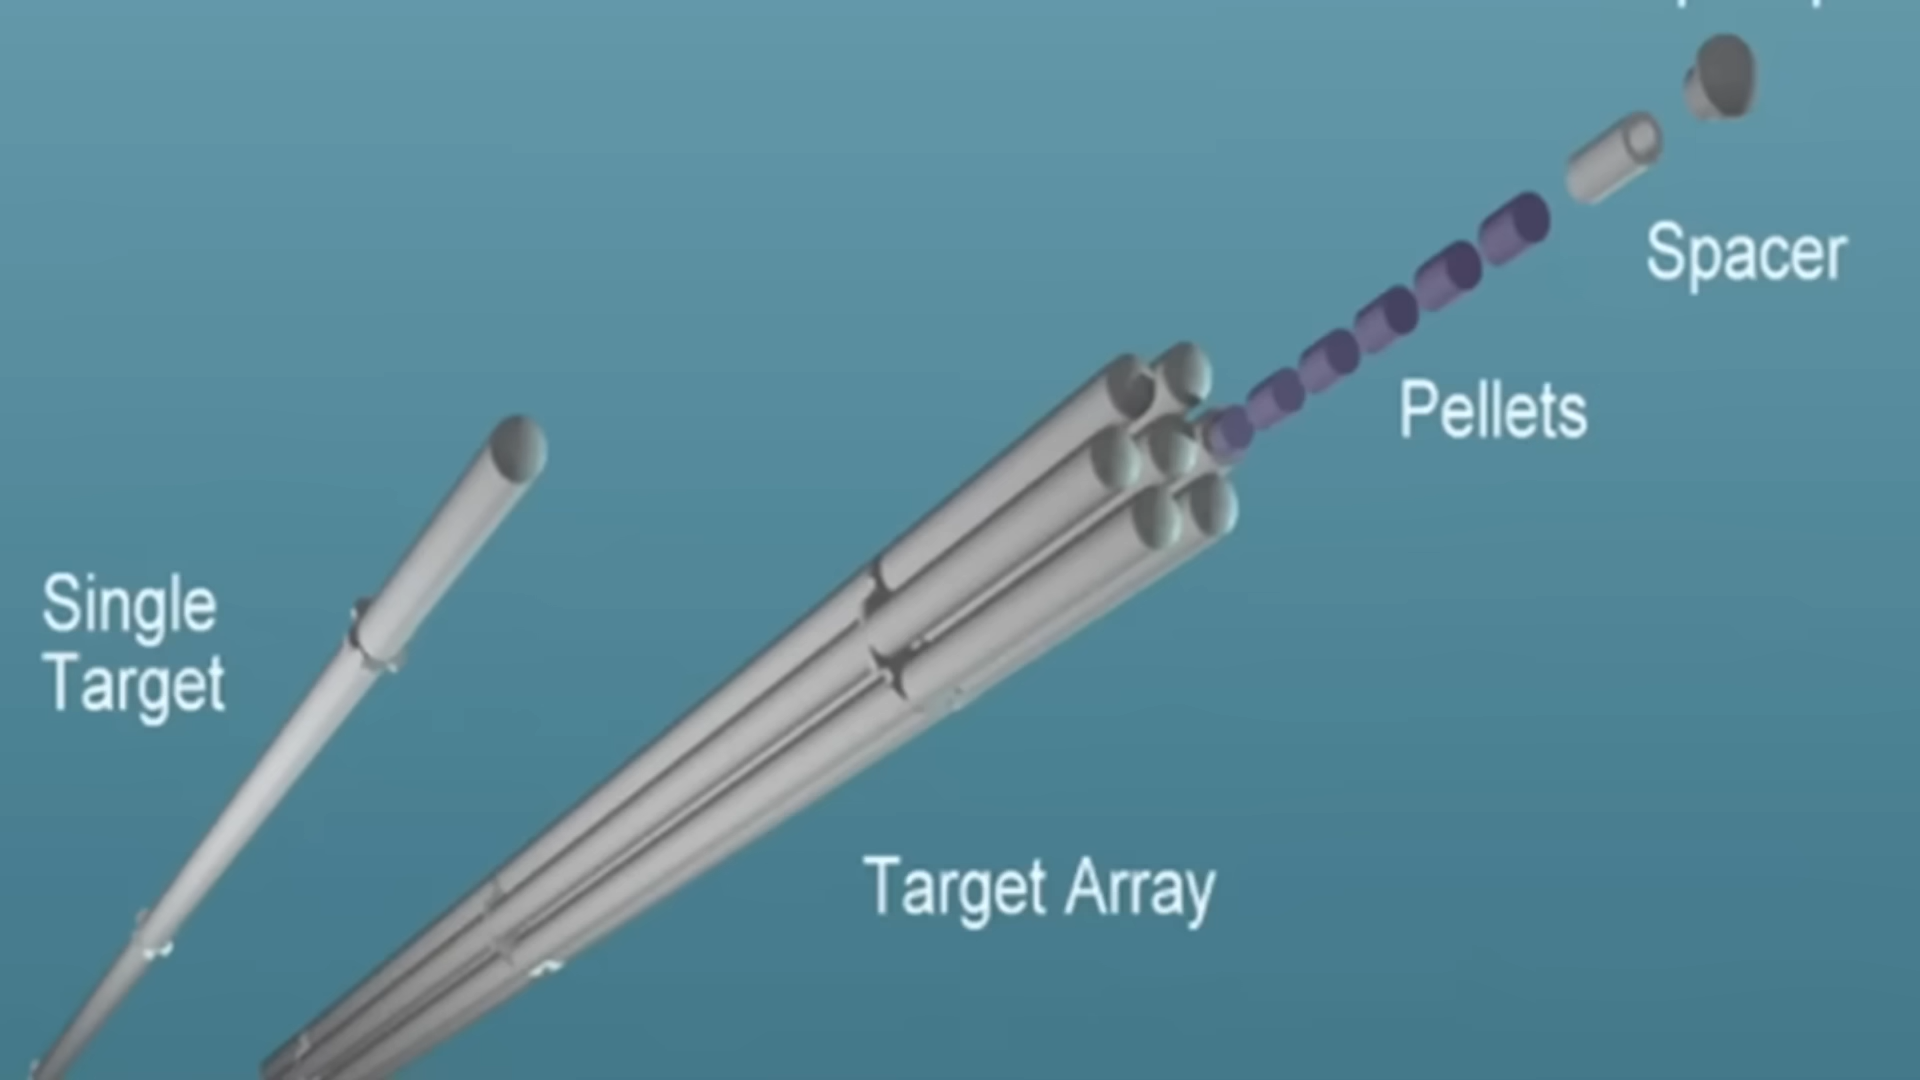 Spacer
Pellets
Single
Target
Target Array